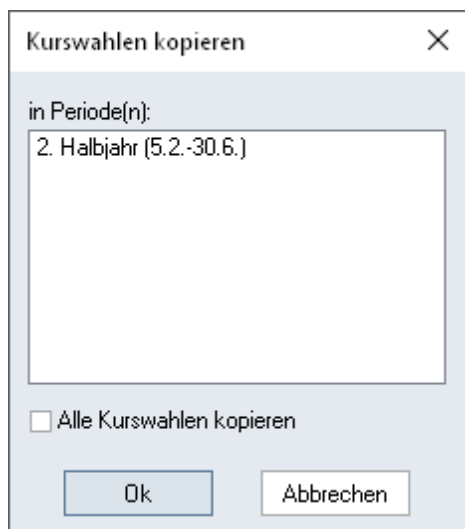 Kurswahlen kopieren
in Periode(n):
2. Halbjahr (5.2.-30.6.)
Alle Kurswahlen kopieren
Ok
Abbrechen